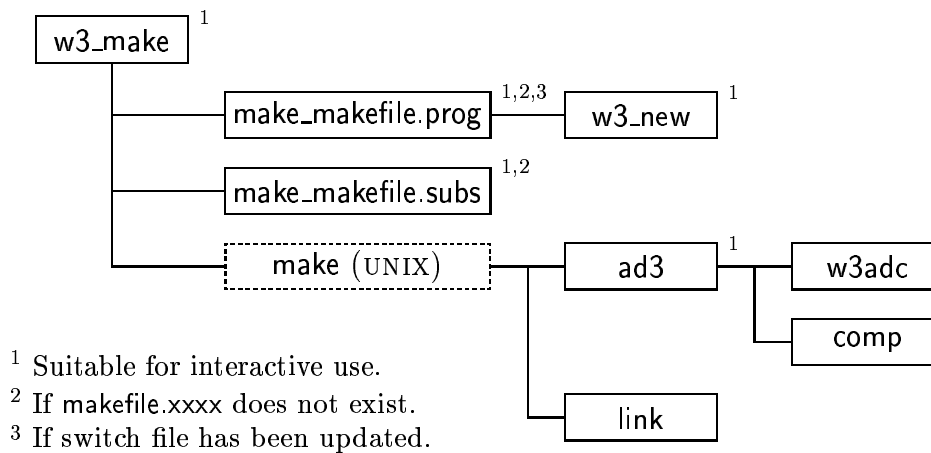 w3_make 1
make_makefile.prog 1,2,3 w3_new 1
make_makefile.subs 1,2
make (UNIX) ad3 1 w3adc
comp
1 Suitable for interactive use.
2 If makefile.xxxx does not exist.
link
3 If switch file has been updated.